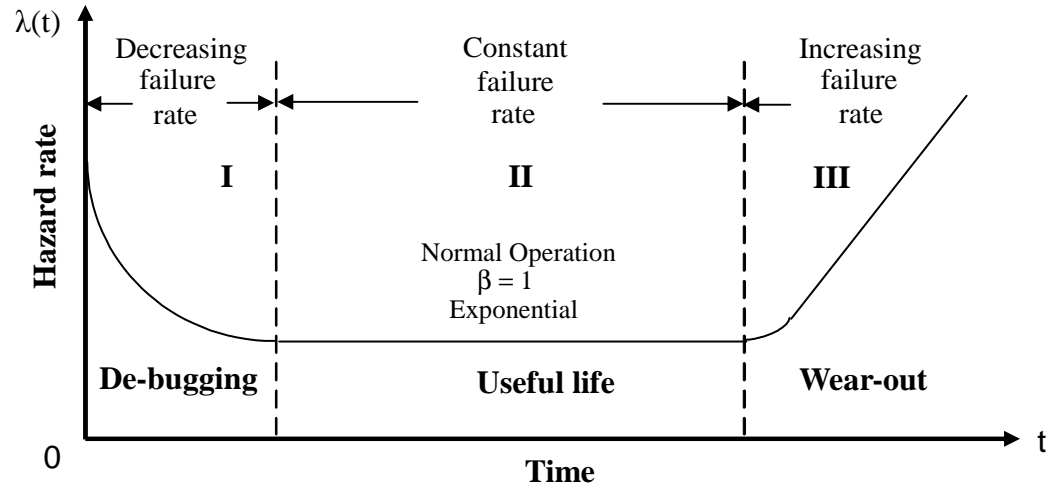 λ(t)
Decreasing
failure
rate
Constant
failure
rate
Increasing
failure
rate
Hazard rate
I
II
III
Normal Operation
β = 1
Exponential
De-bugging
Useful life
Wear-out
0
t
Time